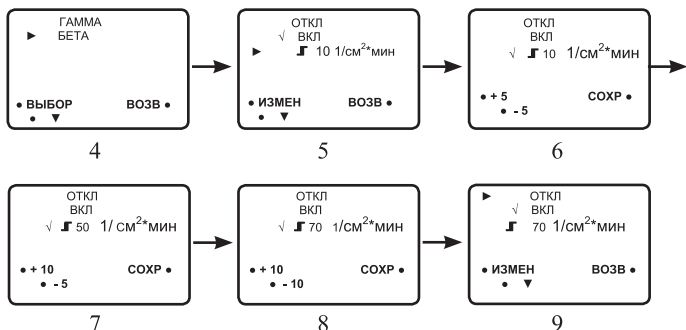 ГАММА
► БЕТА
• ВЫБОР ВОЗВ •
• ▼
4
ОТКЛ
√ ВКЛ
► 10 1/см²*мин
• ИЗМЕН ВОЗВ •
• ▼
5
ОТКЛ
ВКЛ
√ 10 1/см²*мин
• + 5 СОХР •
• - 5
6
ОТКЛ
ВКЛ
√ 50 1/ см²*мин
• + 10 СОХР •
• - 5
7
ОТКЛ
ВКЛ
√ 70 1/см²*мин
• + 10 СОХР •
• - 10
8
► ОТКЛ
√ ВКЛ
70 1/см²*мин
• ИЗМЕН ВОЗВ •
• ▼
9